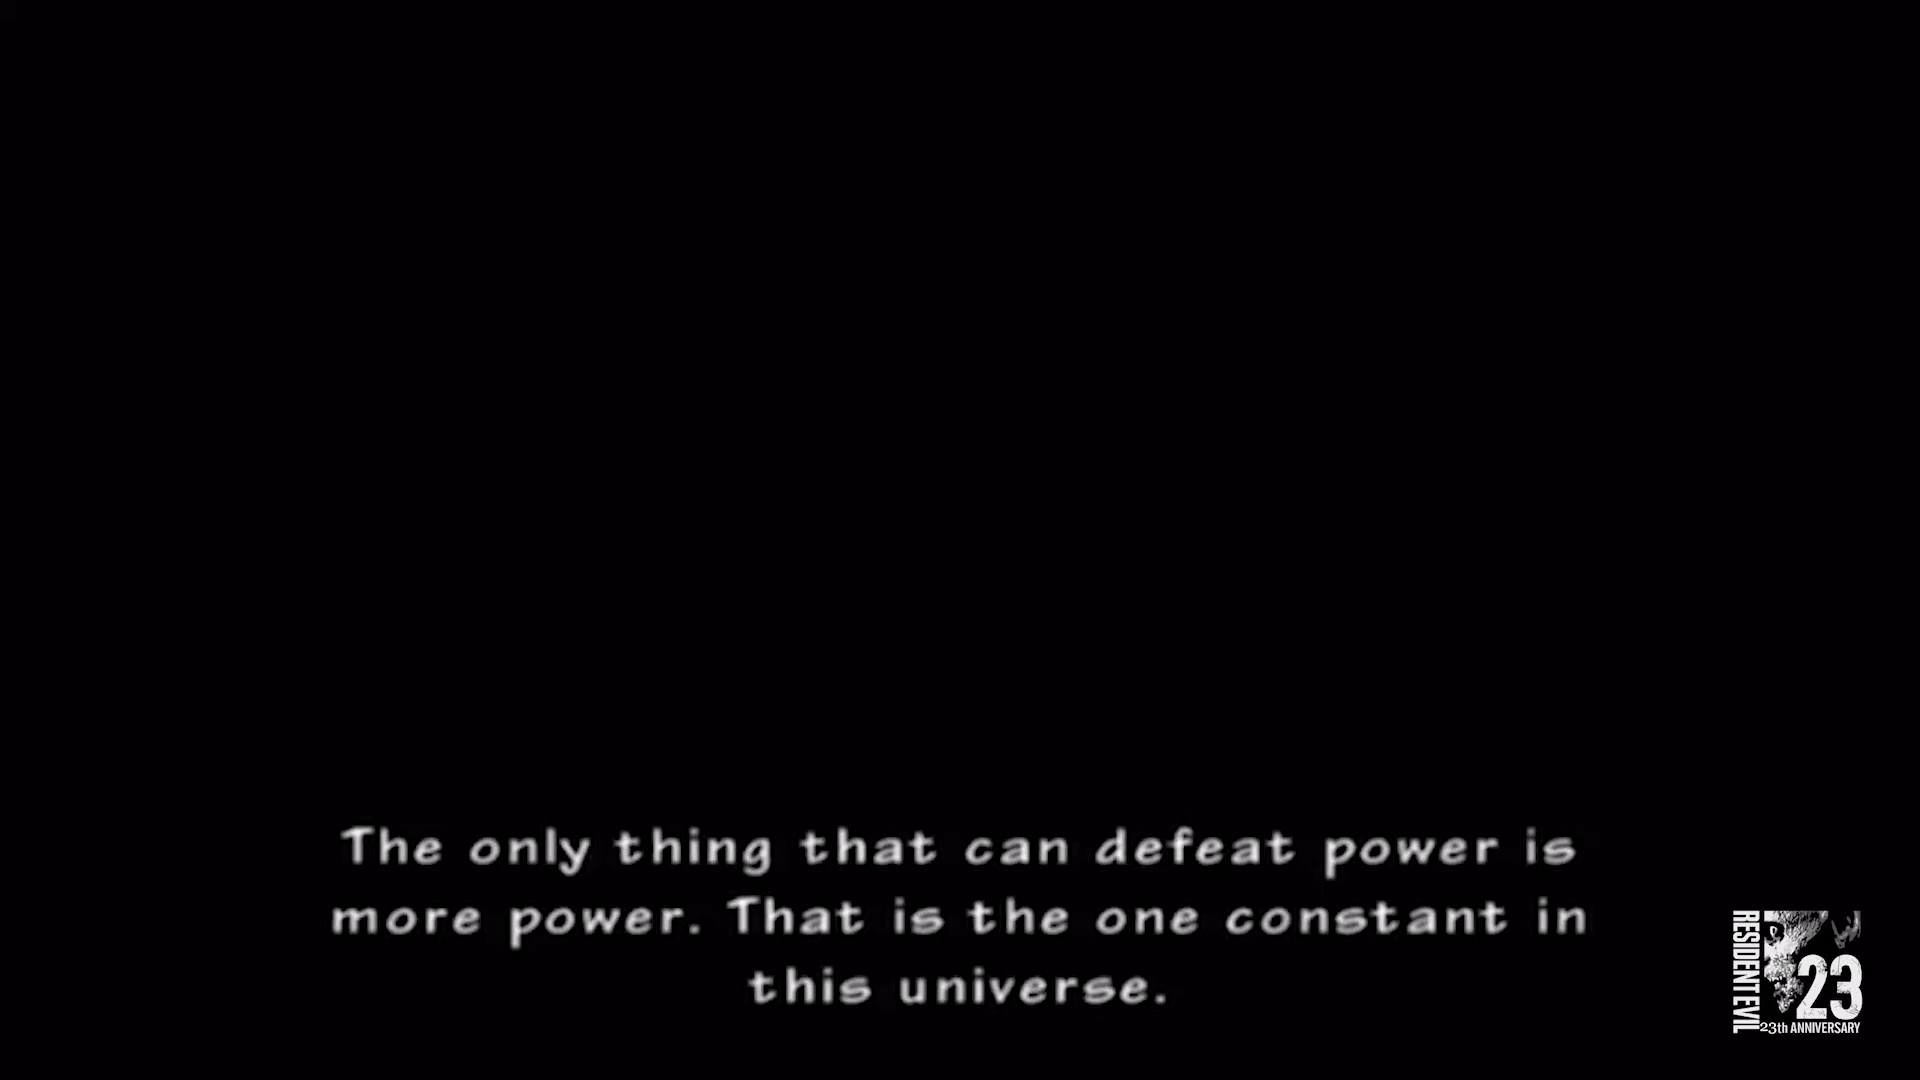 The only thing that can defeat power is
more power. That is the one constant in
this universe.
RESIDENT EVIL
23
23th ANNIVERSARY